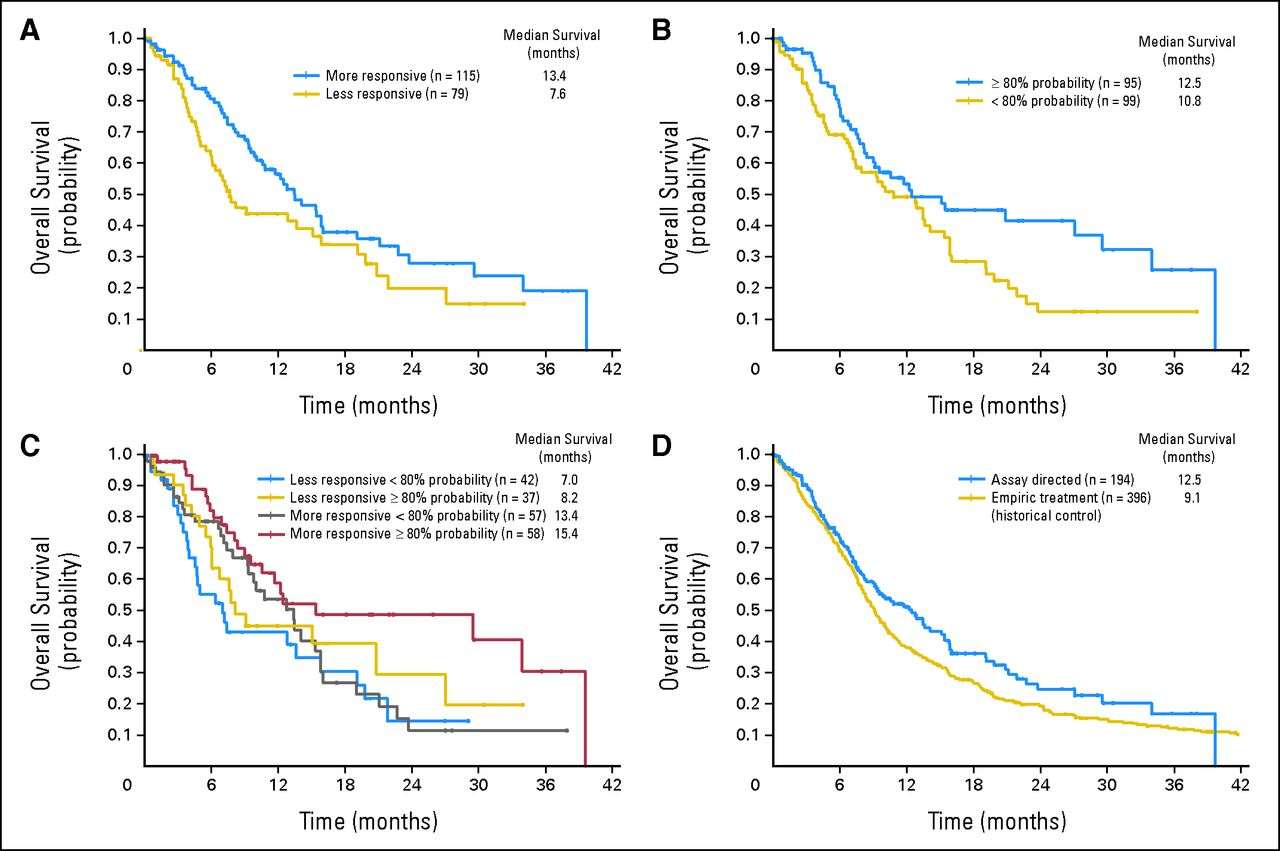 A
Median Survival
(months)
More responsive (n = 115) 13.4
Less responsive (n = 79) 7.6
Overall Survival
(probability)
1.0
0.9
0.8
0.7
0.6
0.5
0.4
0.3
0.2
0.1
0 6 12 18 24 30 36 42
Time (months)
B
Median Survival
(months)
≥ 80% probability (n = 95) 12.5
< 80% probability (n = 99) 10.8
Overall Survival
(probability)
1.0
0.9
0.8
0.7
0.6
0.5
0.4
0.3
0.2
0.1
0 6 12 18 24 30 36 42
Time (months)
C
Median Survival
(months)
Less responsive < 80% probability (n = 42) 7.0
Less responsive ≥ 80% probability (n = 37) 8.2
More responsive < 80% probability (n = 57) 13.4
More responsive ≥ 80% probability (n = 58) 15.4
Overall Survival
(probability)
1.0
0.9
0.8
0.7
0.6
0.5
0.4
0.3
0.2
0.1
0 6 12 18 24 30 36 42
Time (months)
D
Median Survival
(months)
Assay directed (n = 194) 12.5
Empiric treatment (n = 396) 9.1
(historical control)
Overall Survival
(probability)
1.0
0.9
0.8
0.7
0.6
0.5
0.4
0.3
0.2
0.1
0 6 12 18 24 30 36 42
Time (months)